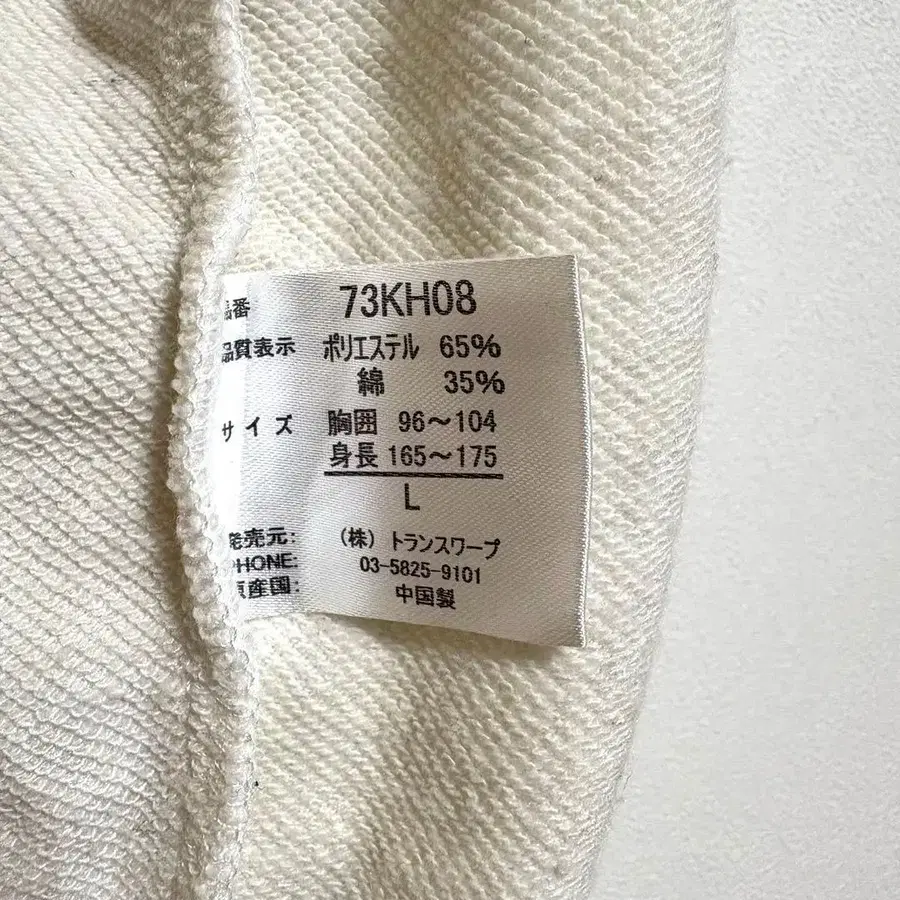 品番 73KH08
品質表示 ポリエステル 65%
綿 35%
サイズ 胸囲 96～104
身長 165～175
L
発売元: (株) トランスワープ
PHONE: 03-5825-9101
原産国: 中国製